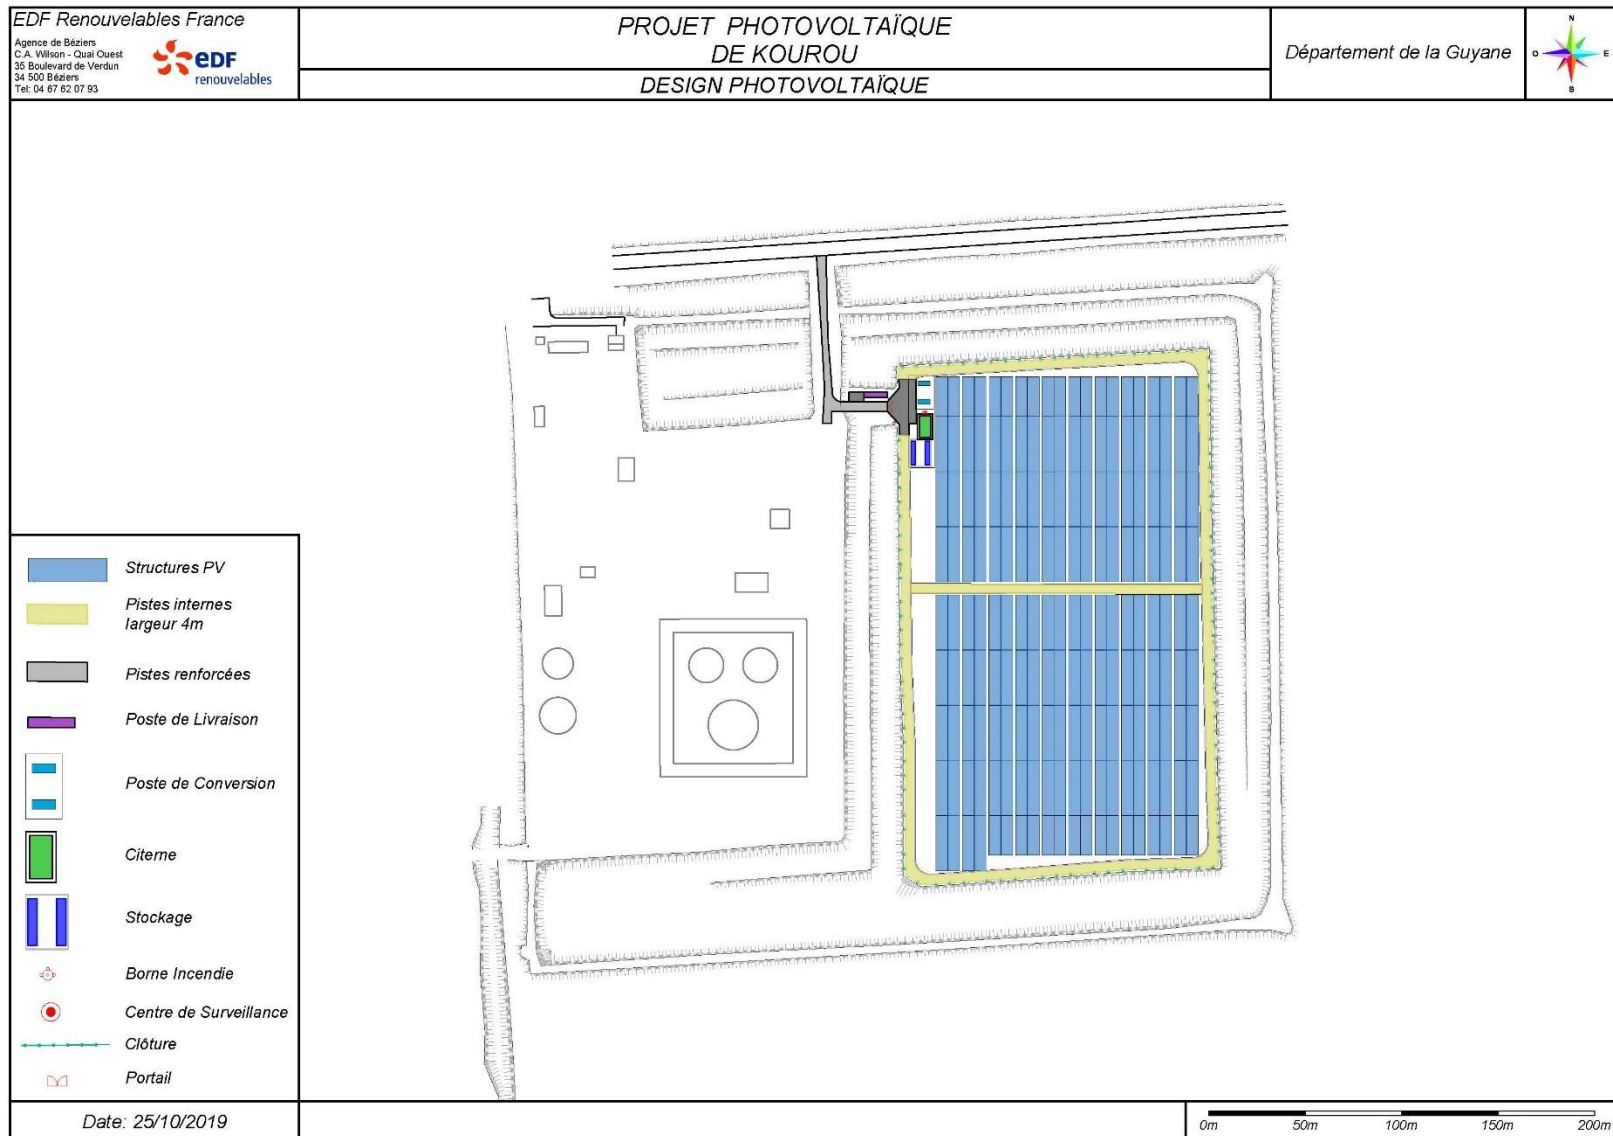 EDF Renouvelables France
Agence de Béziers
C.A. Wilson - Quai Ouest
35 Boulevard de Verdun
34 500 Béziers
Tel: 04 67 62 07 93
eDF
renouvelables
PROJET PHOTOVOLTAÏQUE
DE KOUROU
DESIGN PHOTOVOLTAÏQUE
Département de la Guyane
N
O
E
S
Structures PV
Pistes internes
largeur 4m
Pistes renforcées
Poste de Livraison
Poste de Conversion
Citerne
Stockage
Borne Incendie
Centre de Surveillance
Clôture
Portail
Date: 25/10/2019
0m 50m 100m 150m 200m